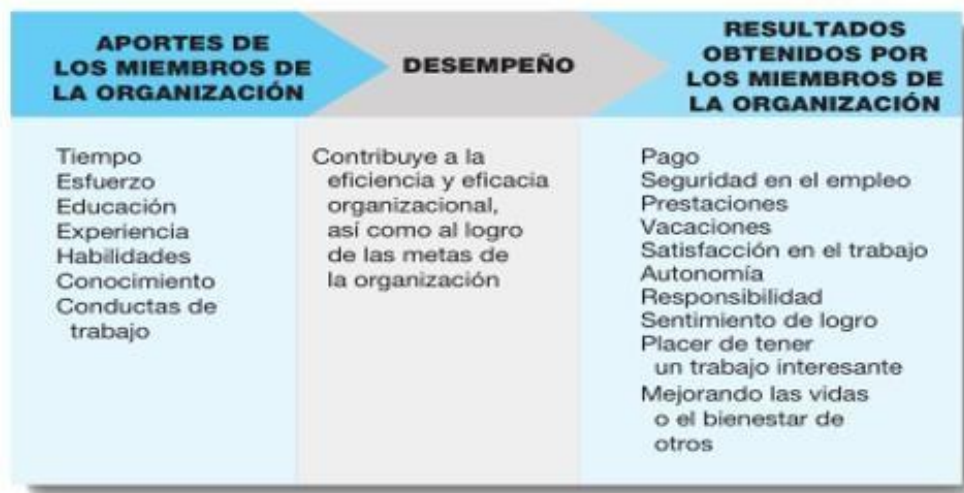 APORTES DE
LOS MIEMBROS DE
LA ORGANIZACIÓN
DESEMPEÑO
RESULTADOS
OBTENIDOS POR
LOS MIEMBROS DE
LA ORGANIZACIÓN
Tiempo
Esfuerzo
Educación
Experiencia
Habilidades
Conocimiento
Conductas de
trabajo
Contribuye a la
eficiencia y eficacia
organizacional,
así como al logro
de las metas de
la organización
Pago
Seguridad en el empleo
Prestaciones
Vacaciones
Satisfacción en el trabajo
Autonomía
Responsabilidad
Sentimiento de logro
Placer de tener
un trabajo interesante
Mejorando las vidas
o el bienestar de
otros